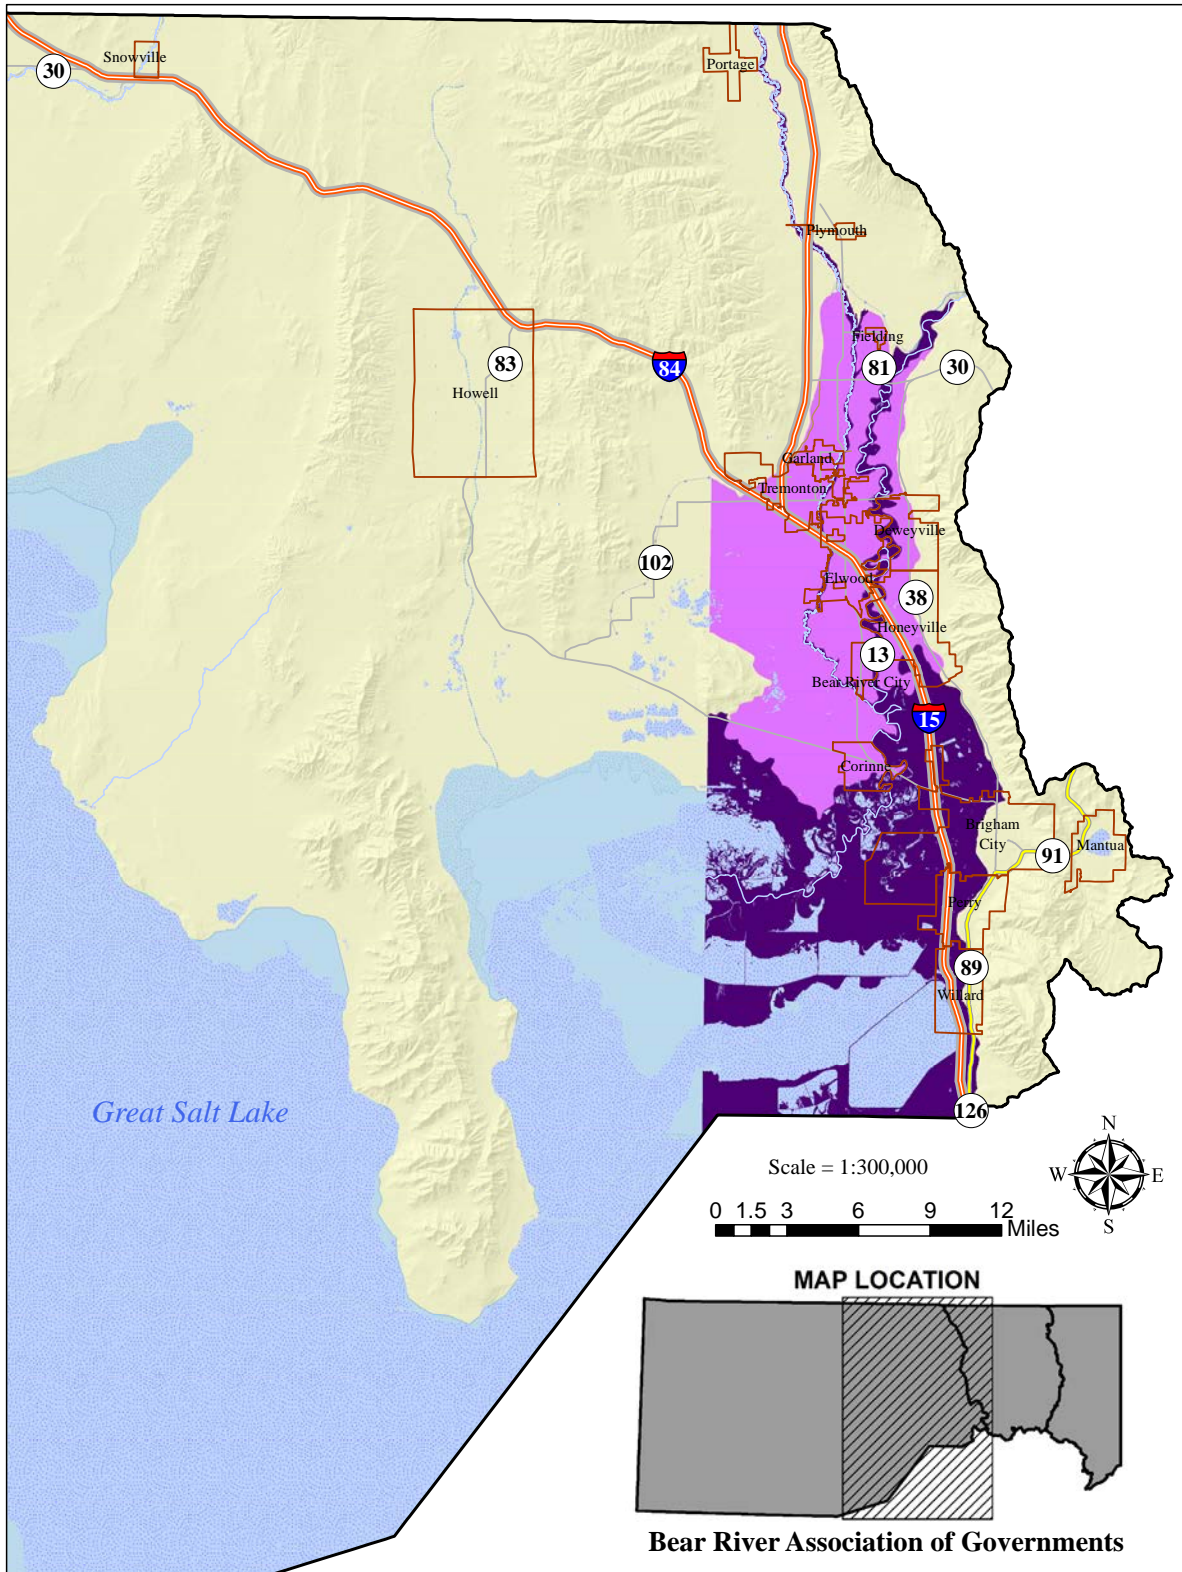 Snowville
30
Portage
Plymouth
Fielding
83
84
81
30
Howell
Garland
Tremonton
Deweyville
102
Elwood
38
Honeyville
13
Bear River City
15
Corinne
Brigham
City
91
Mantua
Perry
89
Willard
Great Salt Lake
126
N
W
E
S
Scale = 1:300,000
0 1.5 3 6 9 12
Miles
MAP LOCATION
Bear River Association of Governments